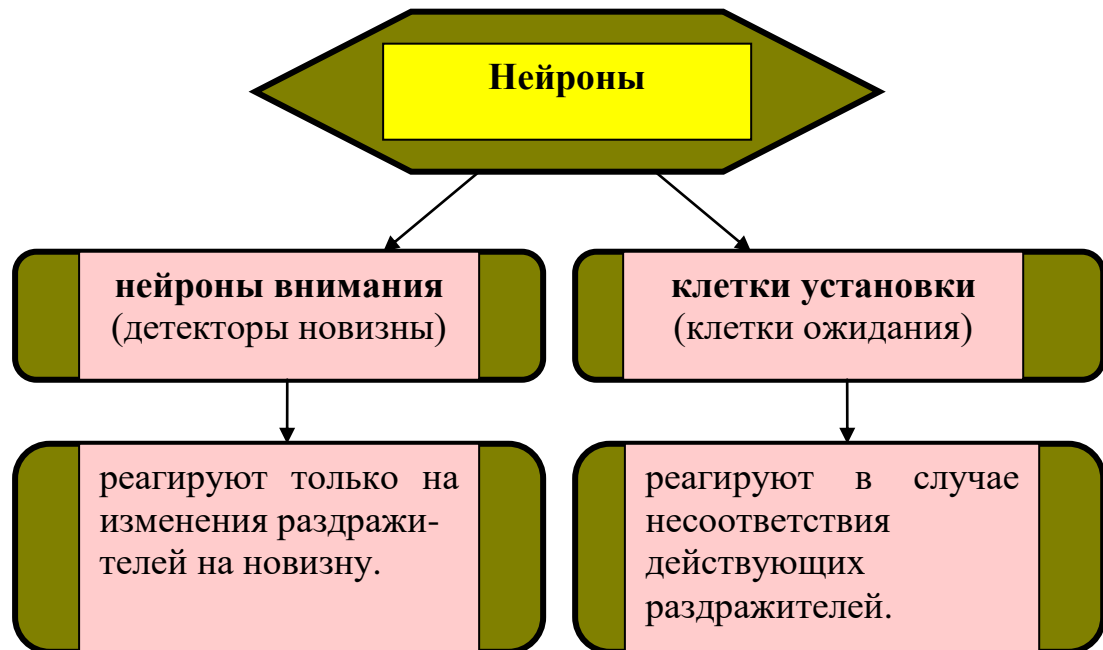 Нейроны
нейроны внимания
(детекторы новизны)
клетки установки
(клетки ожидания)
реагируют только на
изменения раздражи-
телей на новизну.
реагируют в случае
несоответствия
действующих
раздражителей.